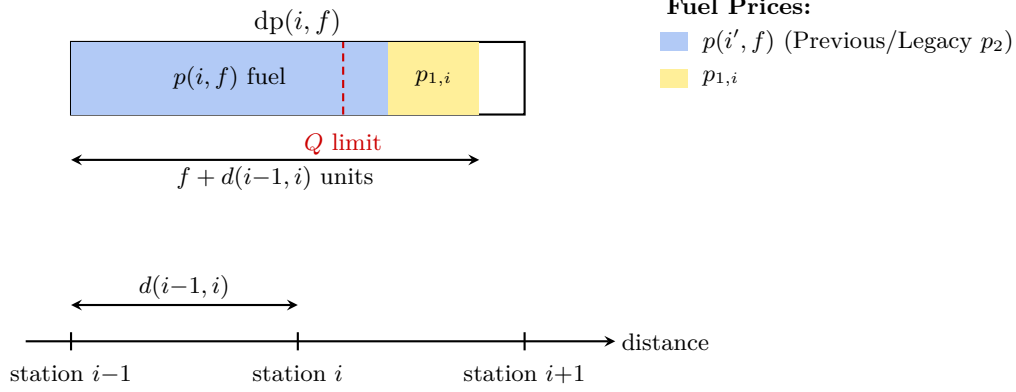 Fuel Prices:
dp(i, f)
p(i′, f) (Previous/Legacy p₂)
p(i, f) fuel
p₁,ᵢ
p₁,ᵢ
Q limit
f + d(i−1, i) units
d(i−1, i)
distance
station i−1
station i
station i+1